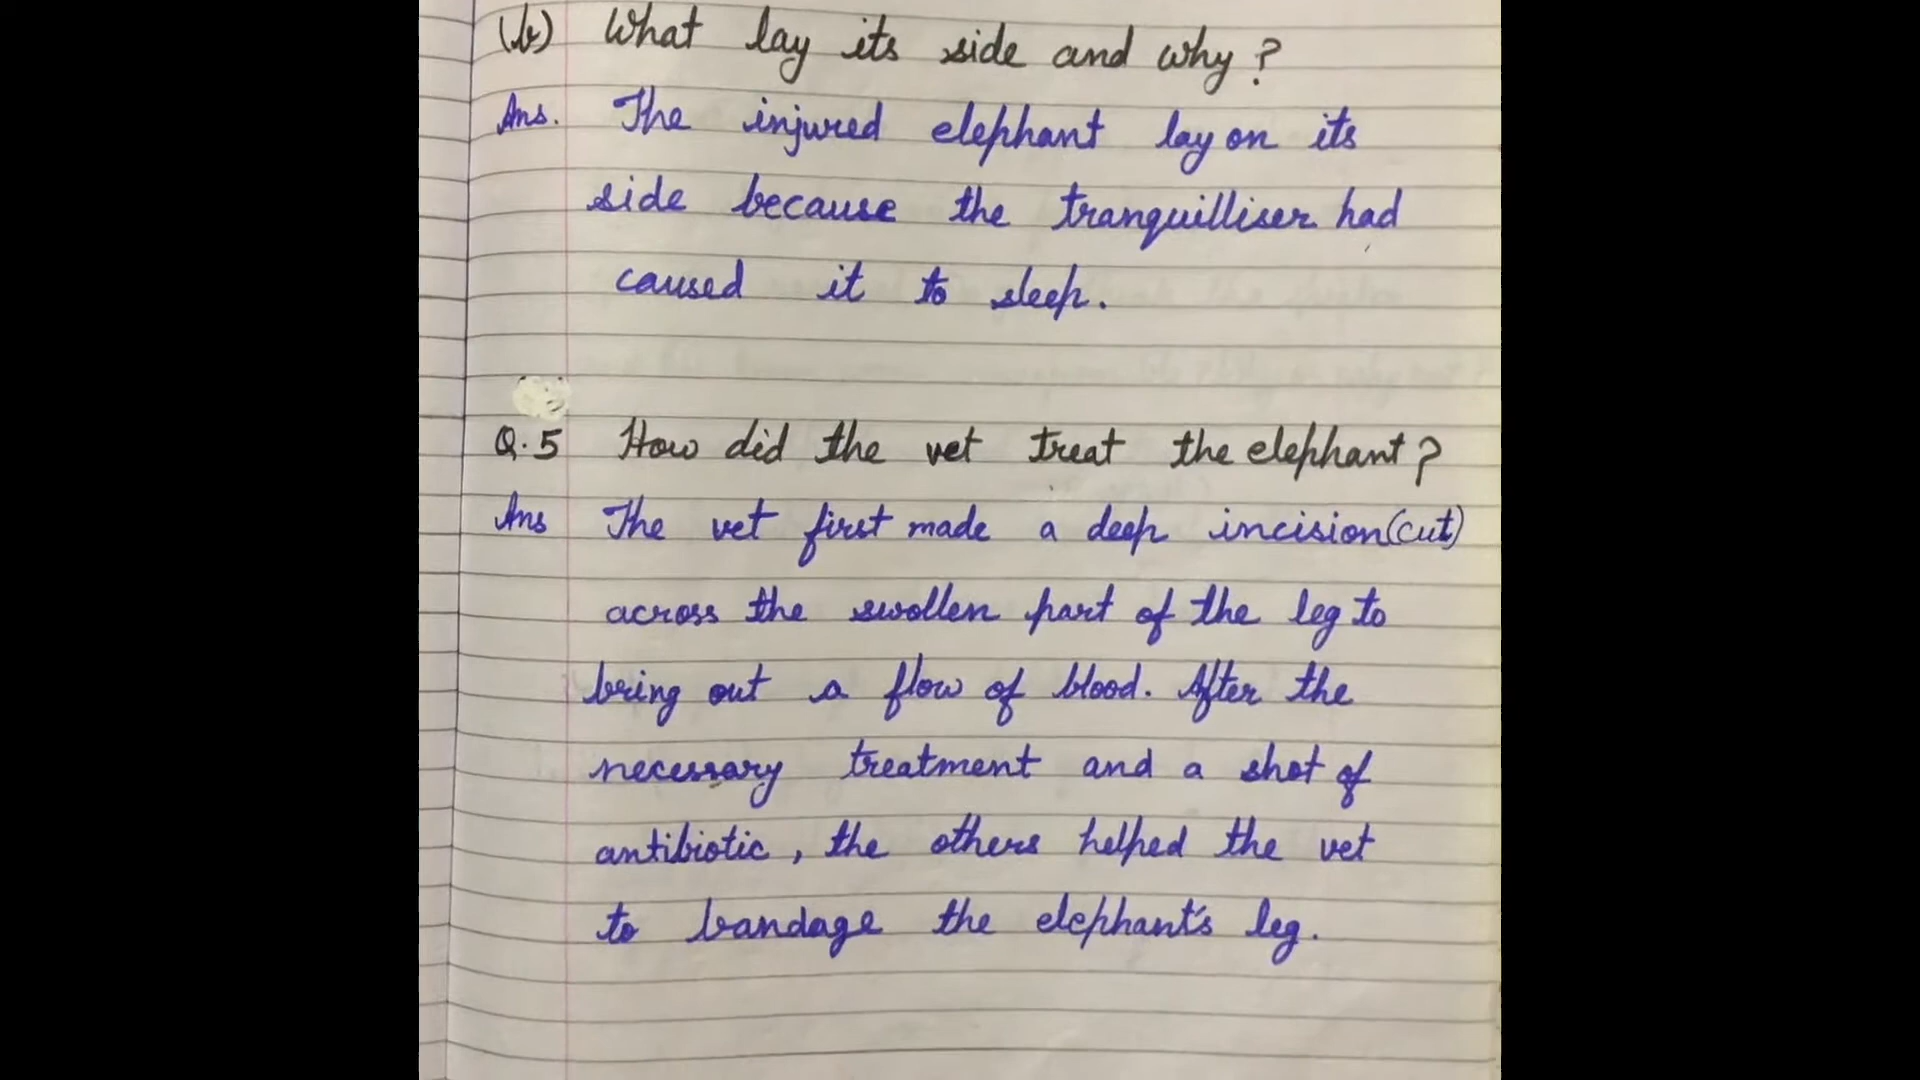 (b) What lay its side and why?
Ans. The injured elephant lay on its
side because the tranquilliser had
caused it to sleep.
Q.5 How did the vet treat the elephant?
Ans The vet first made a deep incision(cut)
across the swollen part of the leg to
bring out a flow of blood. After the
necessary treatment and a shot of
antibiotic, the others helped the vet
to bandage the elephant's leg.